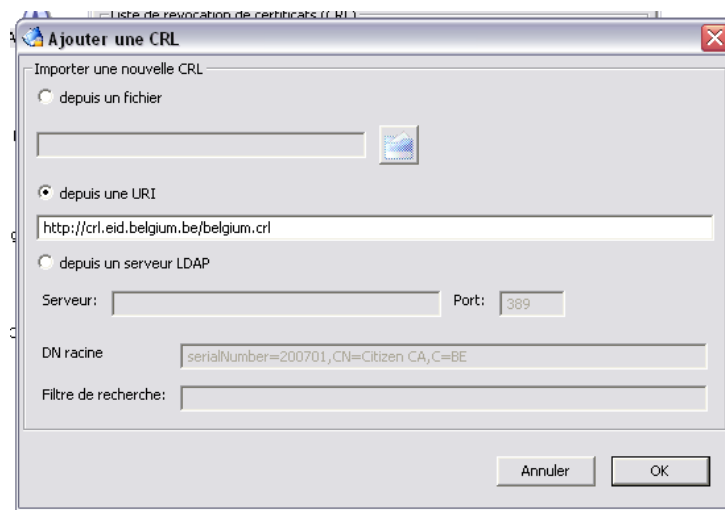 Liste de révocation de certificats (CRL)
Ajouter une CRL
Importer une nouvelle CRL
depuis un fichier
depuis une URI
http://crl.eid.belgium.be/belgium.crl
depuis un serveur LDAP
Serveur: Port: 389
DN racine serialNumber=200701,CN=Citizen CA,C=BE
Filtre de recherche:
Annuler OK